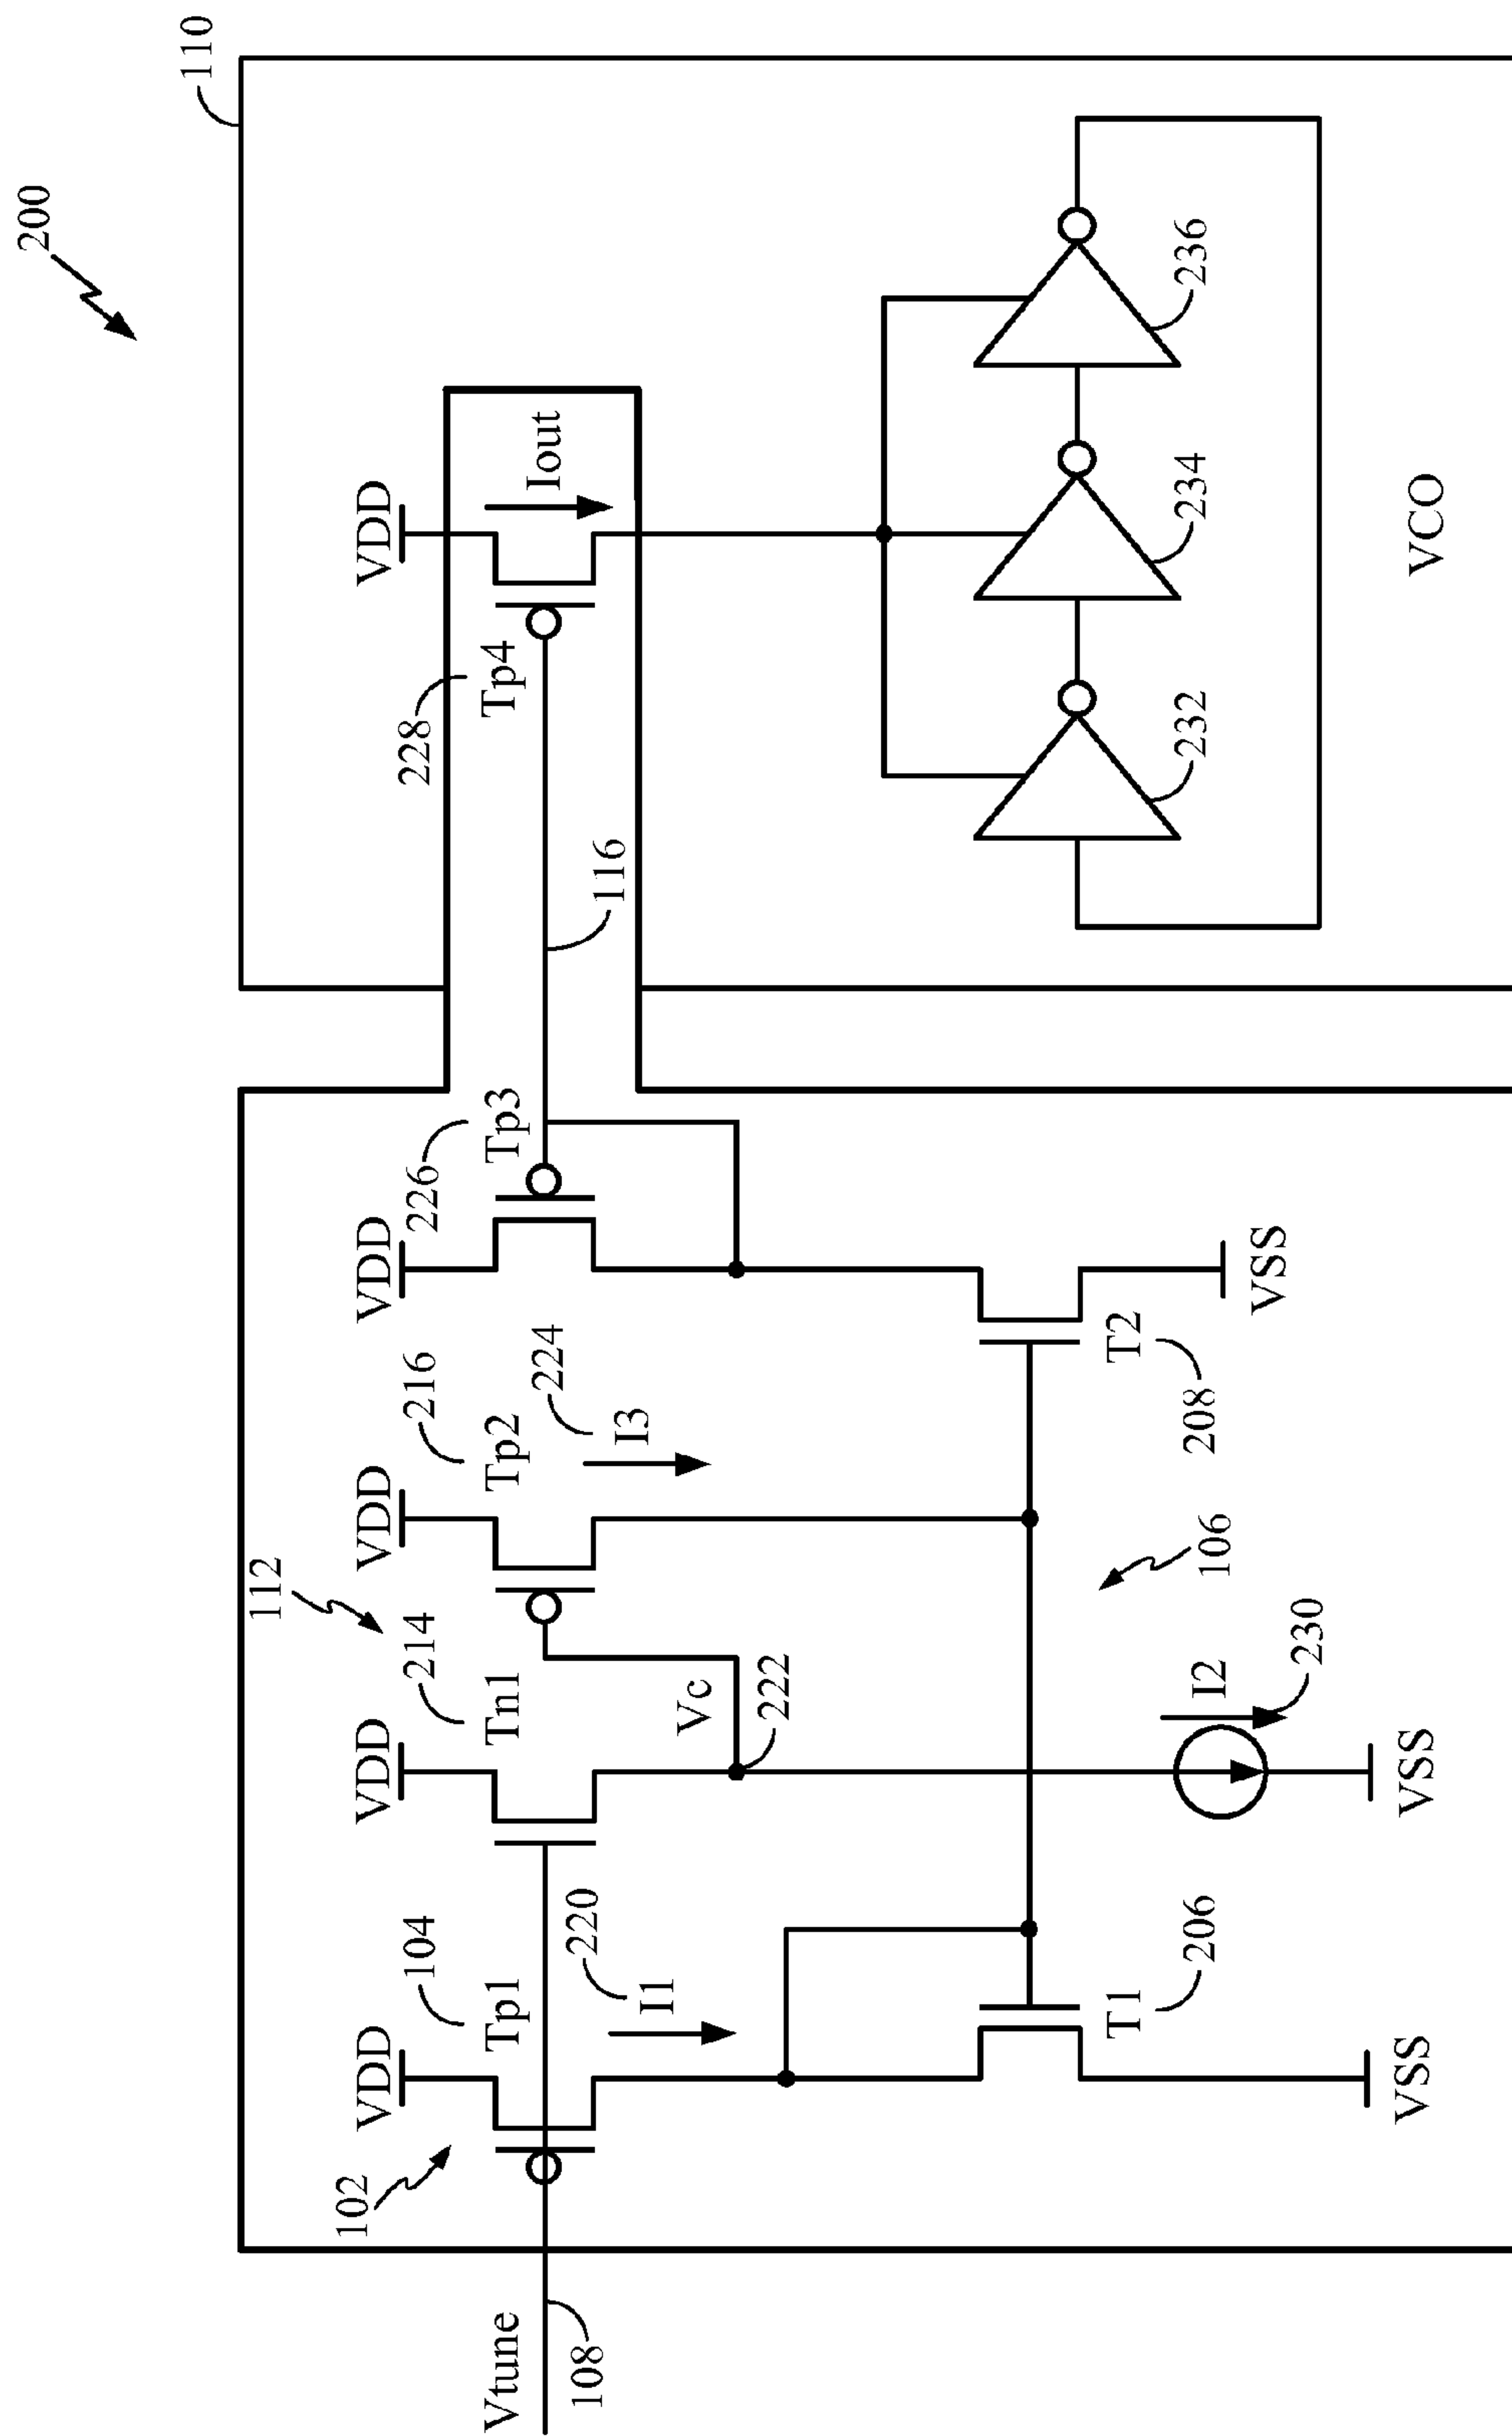 200
110
VDD
Iout
228
Tp4
116
232
234
236
VCO
112
102
VDD
104
Tp1
220
I1
VDD
214
Tn1
Vc
222
VDD
216
Tp2
224
I3
VDD
226
Tp3
Vtune
108
T1
206
VSS
I2
230
VSS
106
T2
208
VSS